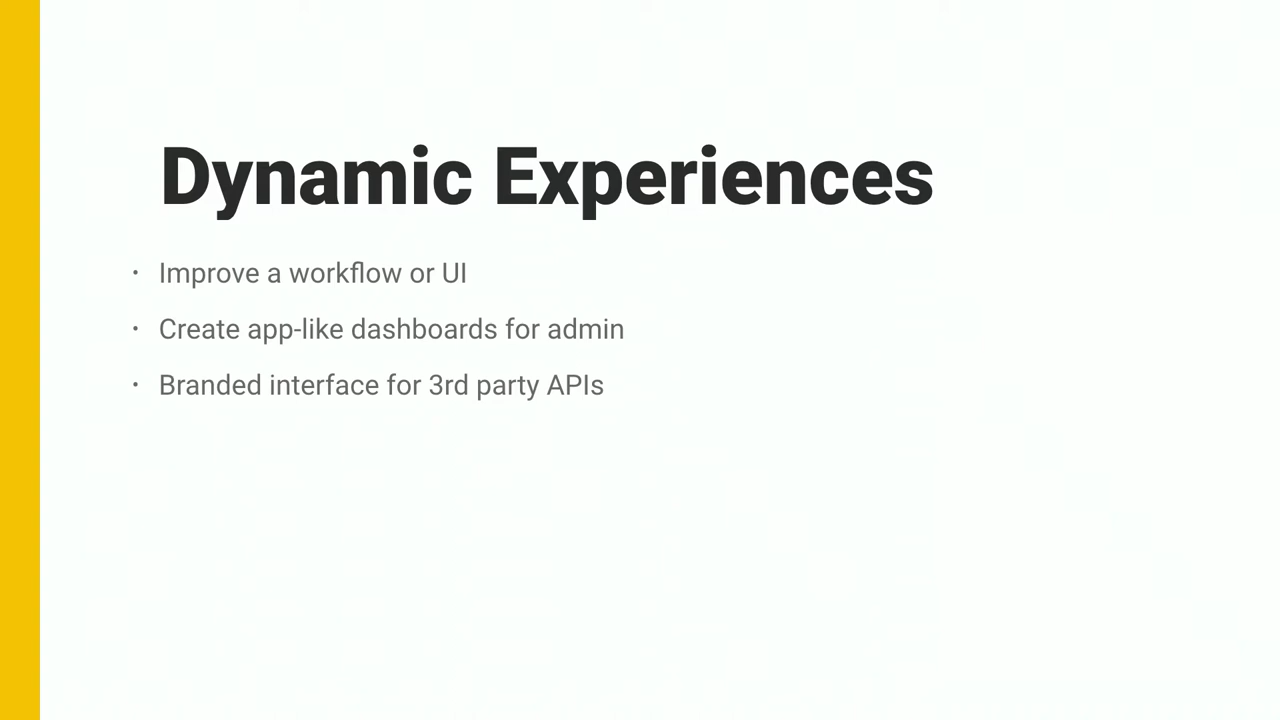 Dynamic Experiences
• Improve a workflow or UI
• Create app-like dashboards for admin
• Branded interface for 3rd party APIs